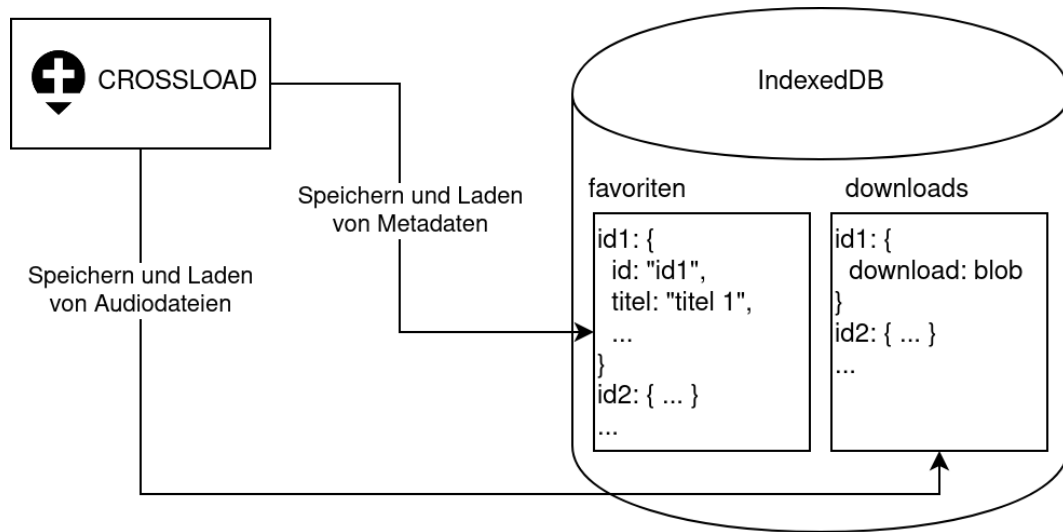 CROSSLOAD
IndexedDB
Speichern und Laden
von Metadaten
Speichern und Laden
von Audiodateien
favoriten
id1: {
id: "id1",
titel: "titel 1",
...
}
id2: { ... }
...
downloads
id1: {
download: blob
}
id2: { ... }
...